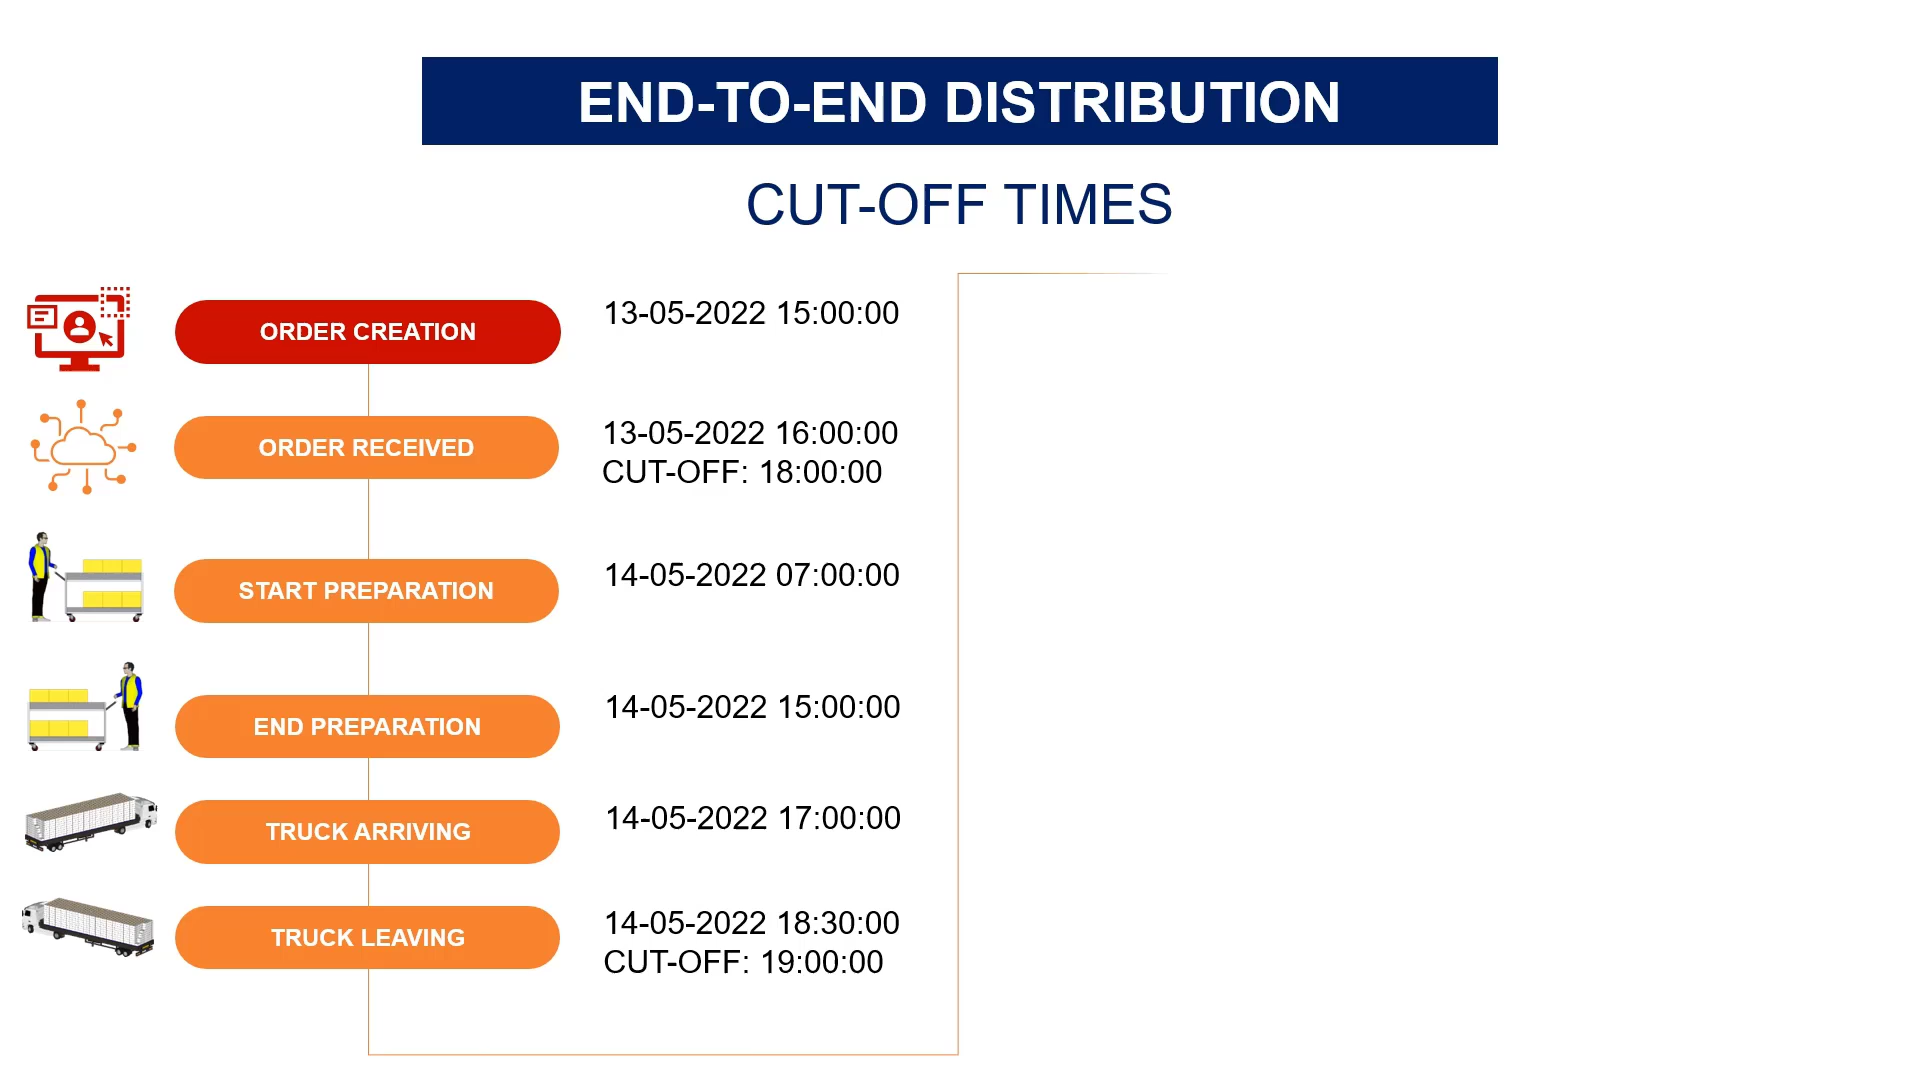 END-TO-END DISTRIBUTION
CUT-OFF TIMES
ORDER CREATION
13-05-2022 15:00:00
ORDER RECEIVED
13-05-2022 16:00:00
CUT-OFF: 18:00:00
START PREPARATION
14-05-2022 07:00:00
END PREPARATION
14-05-2022 15:00:00
TRUCK ARRIVING
14-05-2022 17:00:00
TRUCK LEAVING
14-05-2022 18:30:00
CUT-OFF: 19:00:00